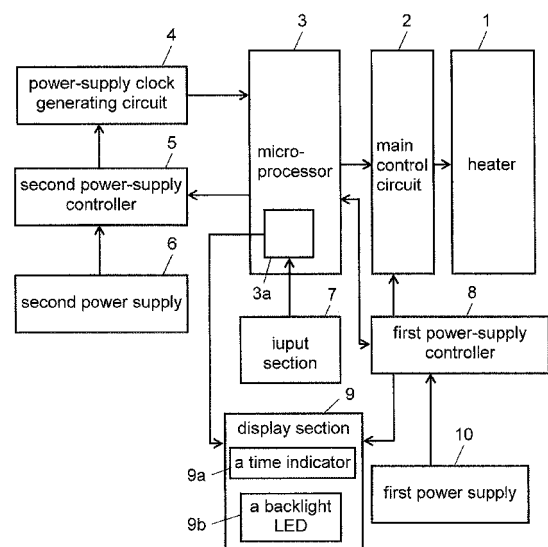 4
3
2
1
power-supply clock
generating circuit
5
second power-supply
controller
6
second power supply
micro-
processor
3a
main
control
circuit
heater
7
iuput
section
8
first power-supply
controller
9
display section
9a
a time indicator
9b
a backlight
LED
10
first power supply